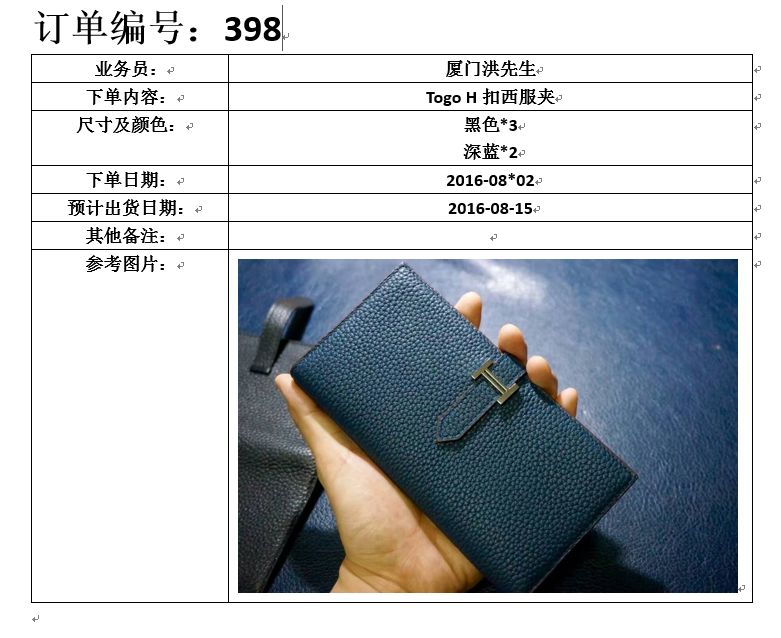 订单编号：398
业务员： 厦门洪先生
下单内容： Togo H 扣西服夹
尺寸及颜色： 黑色*3
深蓝*2
下单日期： 2016-08*02
预计出货日期： 2016-08-15
其他备注：
参考图片：